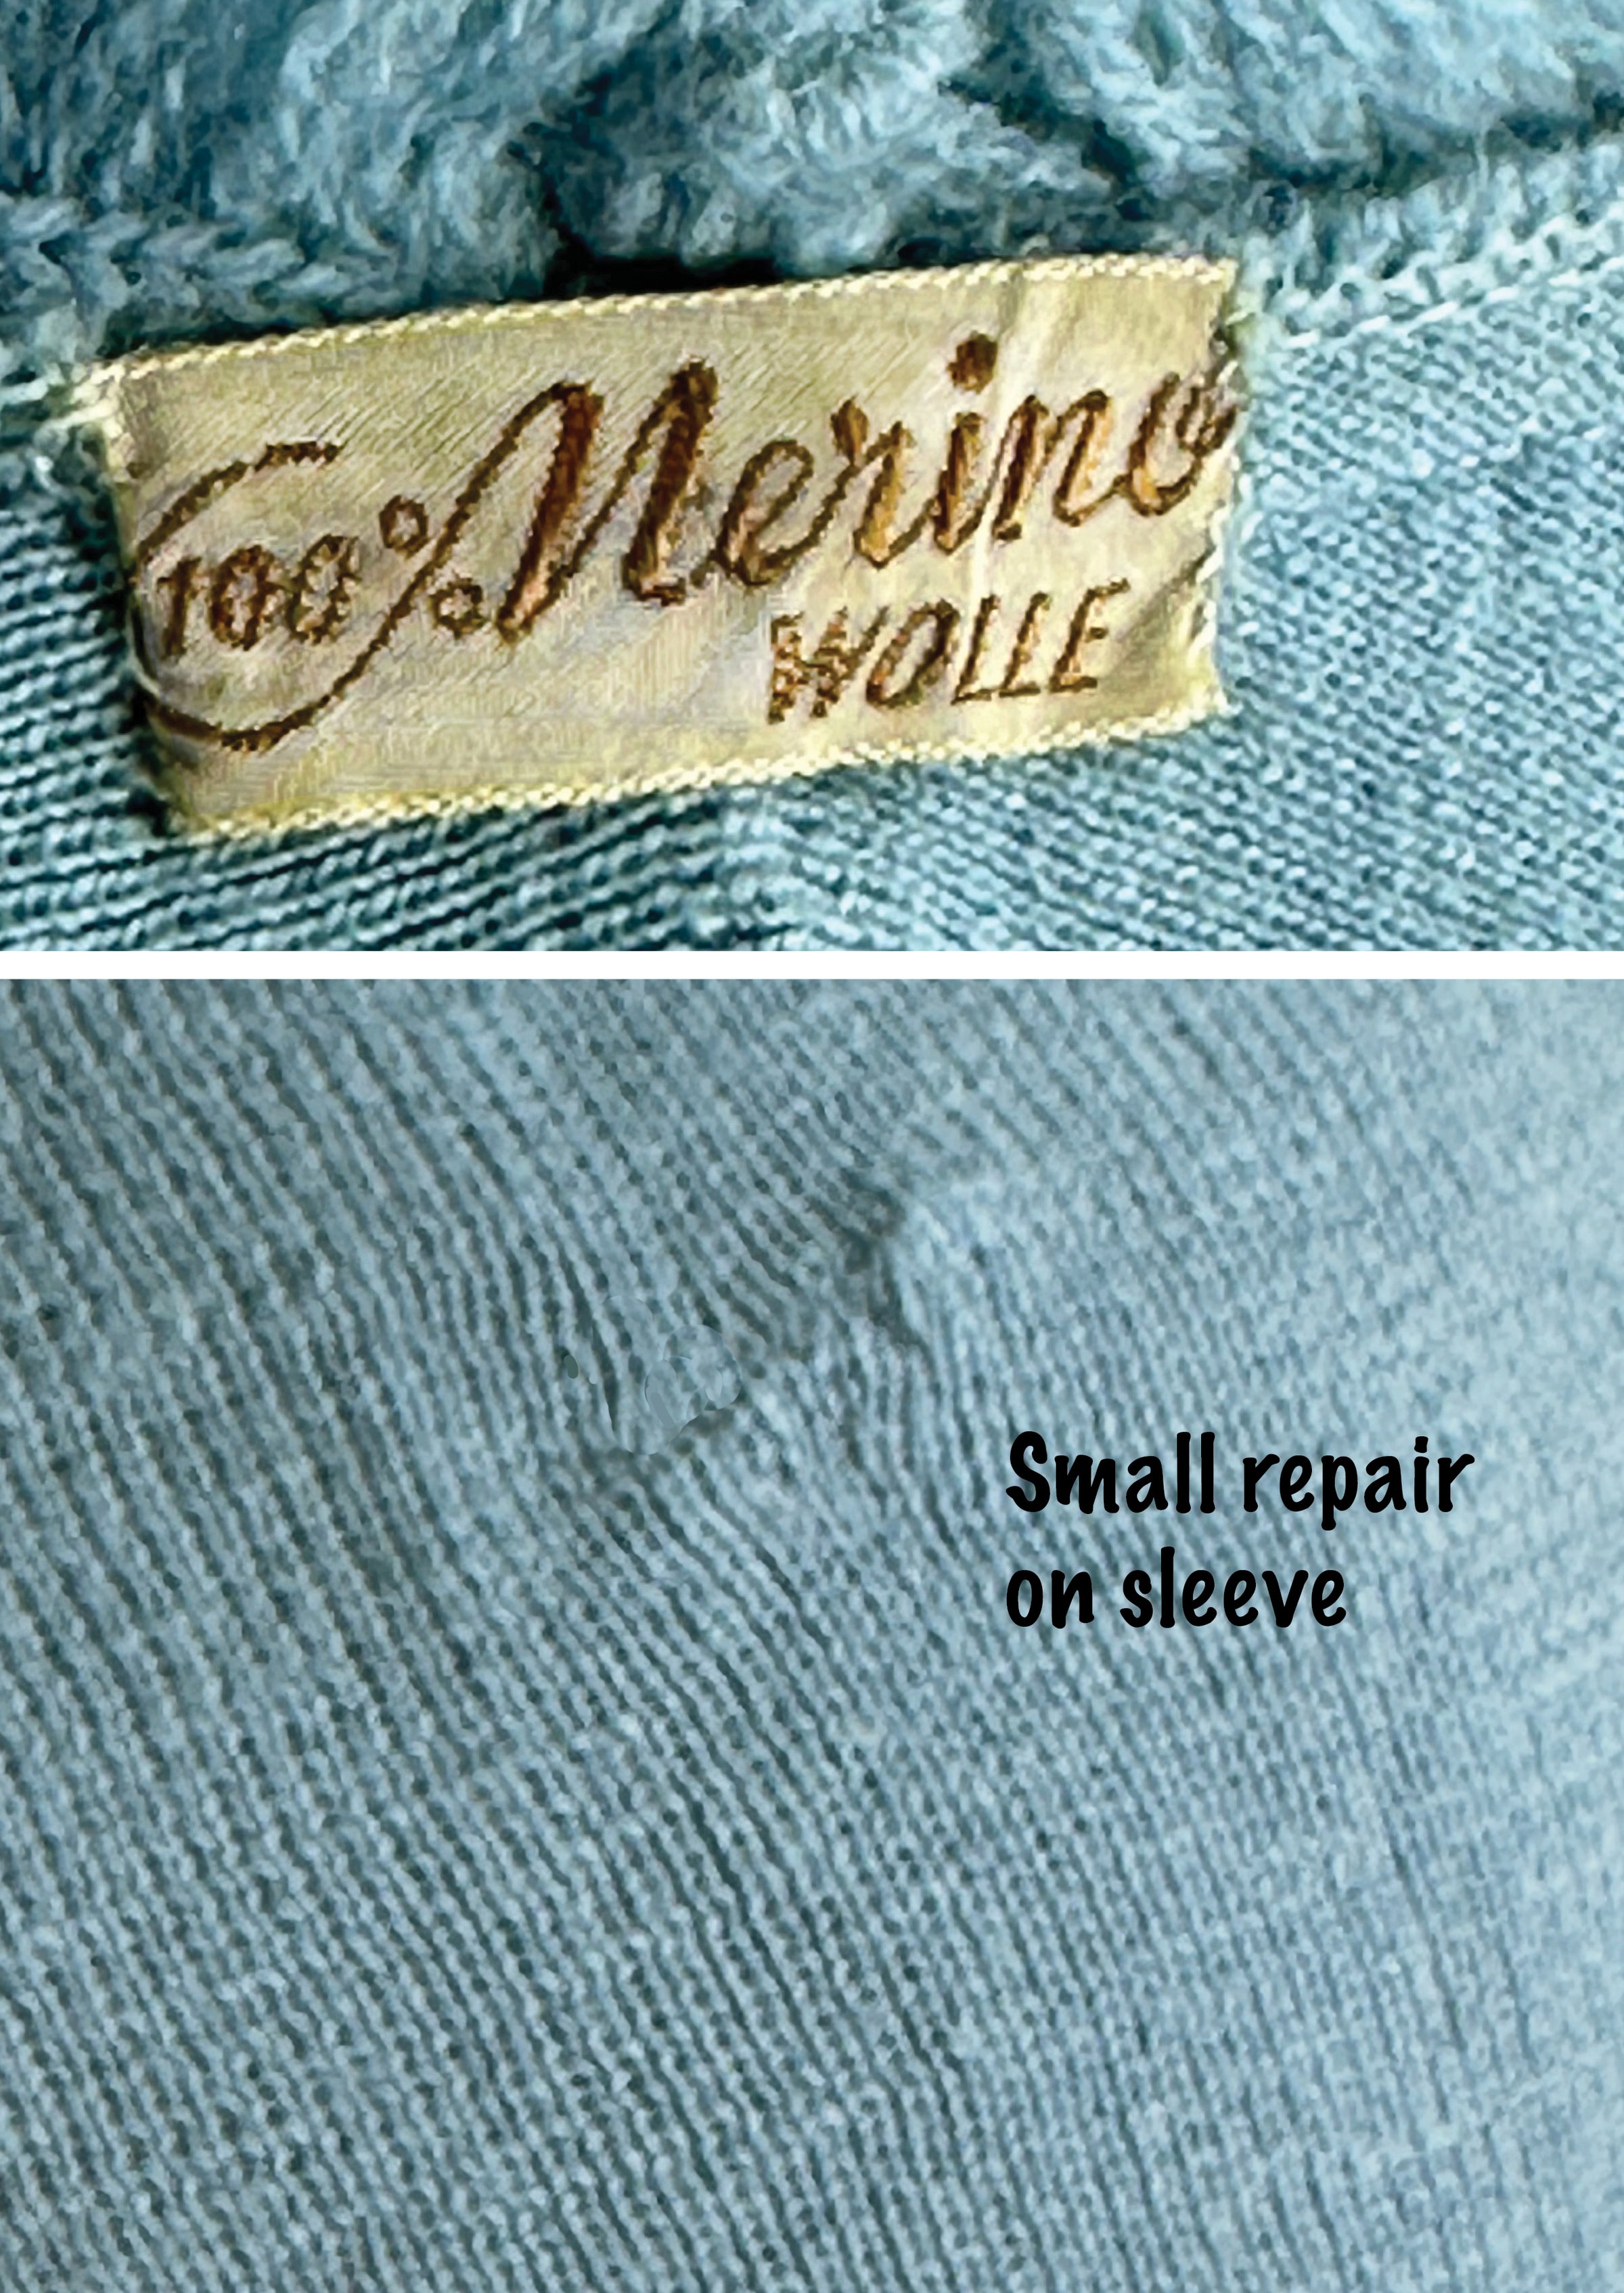 100% Merino
WOLLE
Small repair
on sleeve